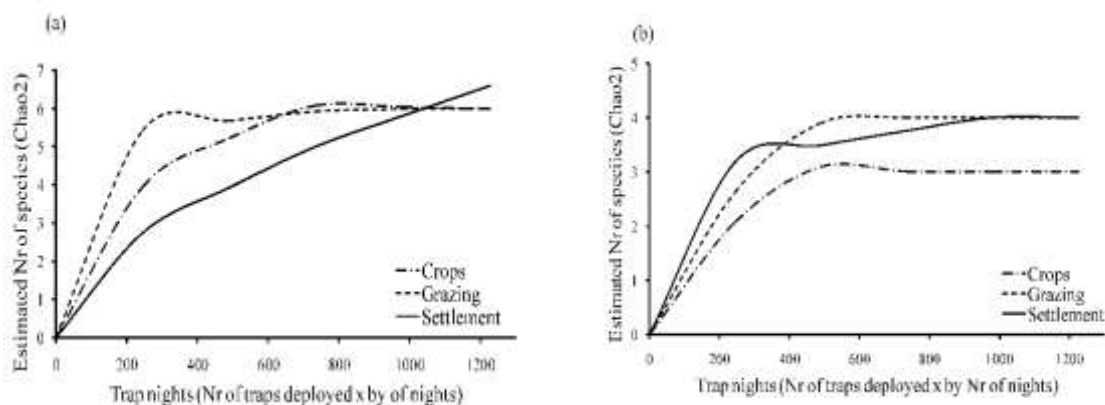 (a)
Estimated Nr of species (Chao2)
7
6
5
4
3
2
1
0
Crops
Grazing
Settlement
0 200 400 600 800 1000 1200
Trap nights (Nr of traps deployed x by of nights)
(b)
Estimated Nr of species (Chao2)
5
4
3
2
1
0
Crops
Grazing
Settlement
0 200 400 600 800 1000 1200
Trap nights (Nr of traps deployed x by Nr of nights)